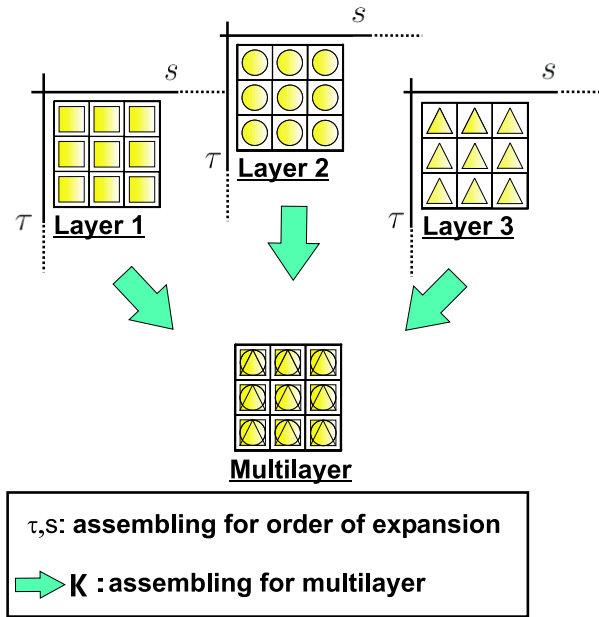 s
s
s
τ
Layer 2
τ
Layer 1
τ
Layer 3
Multilayer
τ,s: assembling for order of expansion
K : assembling for multilayer